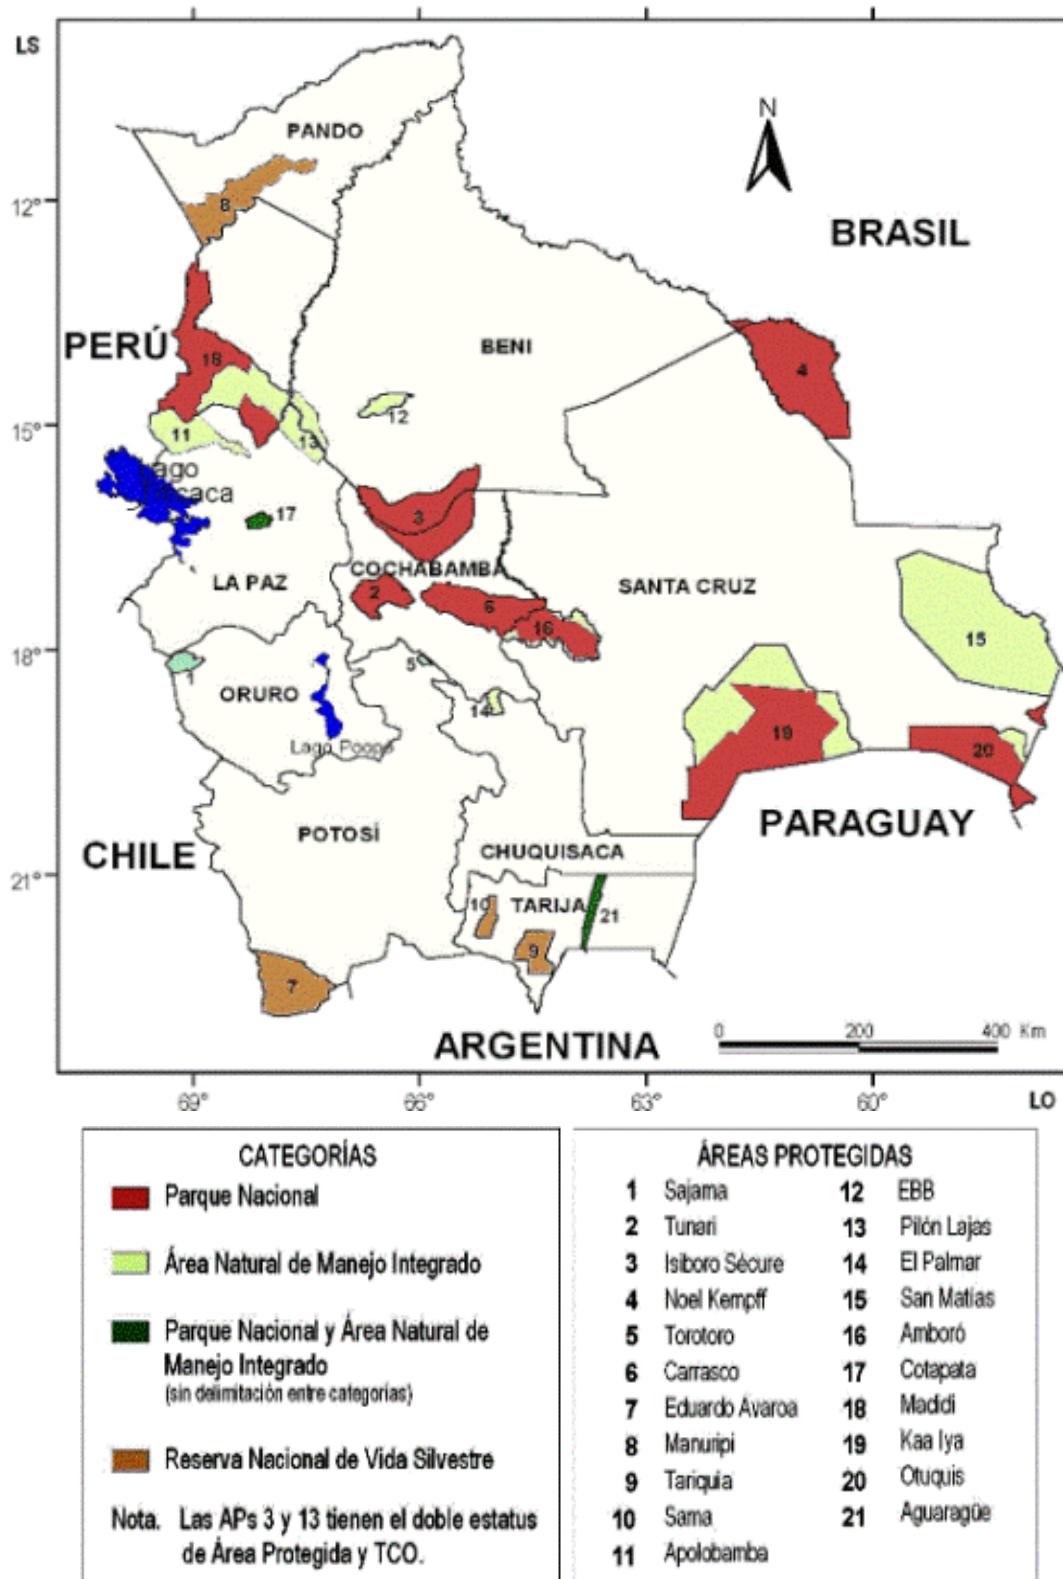 LS
N
PANDO
12°
8
BRASIL
PERÚ
18
BENI
4
12
15°
11
13
ago
caca
17
3
LA PAZ
COCHABAMBA
SANTA CRUZ
2
6
16
15
18°
5
1
ORURO
14
19
20
Lago Poopó
POTOSÍ
PARAGUAY
CHILE
CHUQUISACA
21°
10
TARIJA
21
9
7
0 200 400 Km
ARGENTINA
69° 66° 63° 60° LO
CATEGORÍAS
Parque Nacional
Área Natural de Manejo Integrado
Parque Nacional y Área Natural de
Manejo Integrado
(sin delimitación entre categorías)
Reserva Nacional de Vida Silvestre
Nota. Las APs 3 y 13 tienen el doble estatus
de Área Protegida y TCO.
ÁREAS PROTEGIDAS
1 Sajama
2 Tunari
3 Isiboro Sécure
4 Noel Kempff
5 Torotoro
6 Carrasco
7 Eduardo Avaroa
8 Manuripi
9 Tariquia
10 Sama
11 Apolobamba
12 EBB
13 Pilón Lajas
14 El Palmar
15 San Matías
16 Amboró
17 Cotapata
18 Madidi
19 Kaa Iya
20 Otuquis
21 Aguaragüe